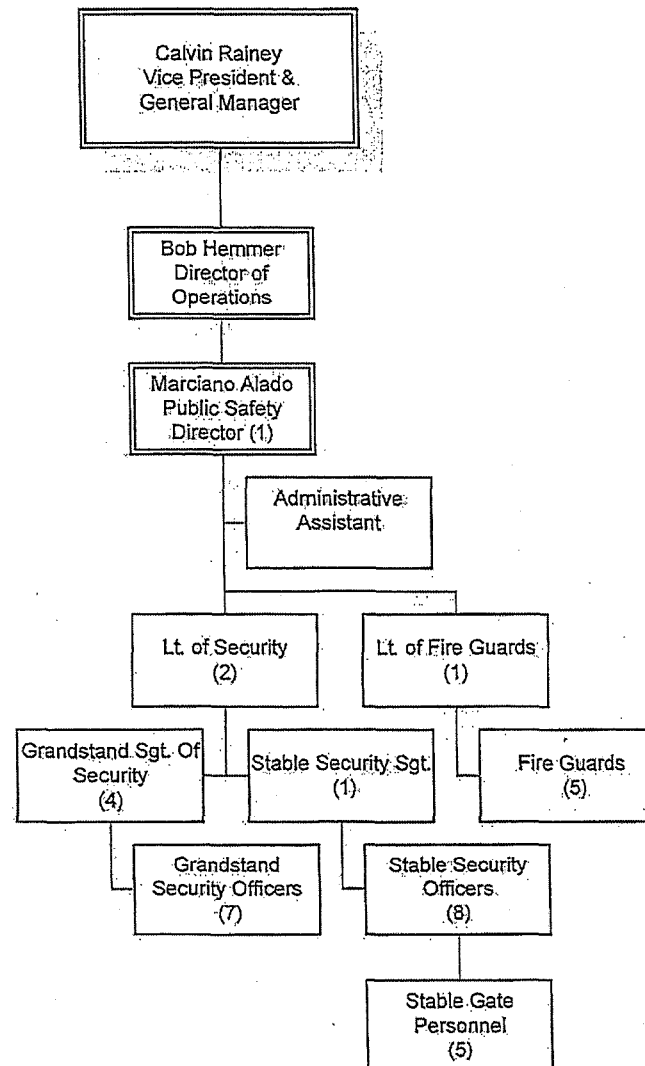 Calvin Rainey
Vice President &
General Manager
Bob Hemmer
Director of
Operations
Marciano Alado
Public Safety
Director (1)
Administrative
Assistant
Lt. of Security
(2)
Lt. of Fire Guards
(1)
Grandstand Sgt. Of
Security
(4)
Stable Security Sgt.
(1)
Fire Guards
(5)
Grandstand
Security Officers
(7)
Stable Security
Officers
(8)
Stable Gate
Personnel
(5)